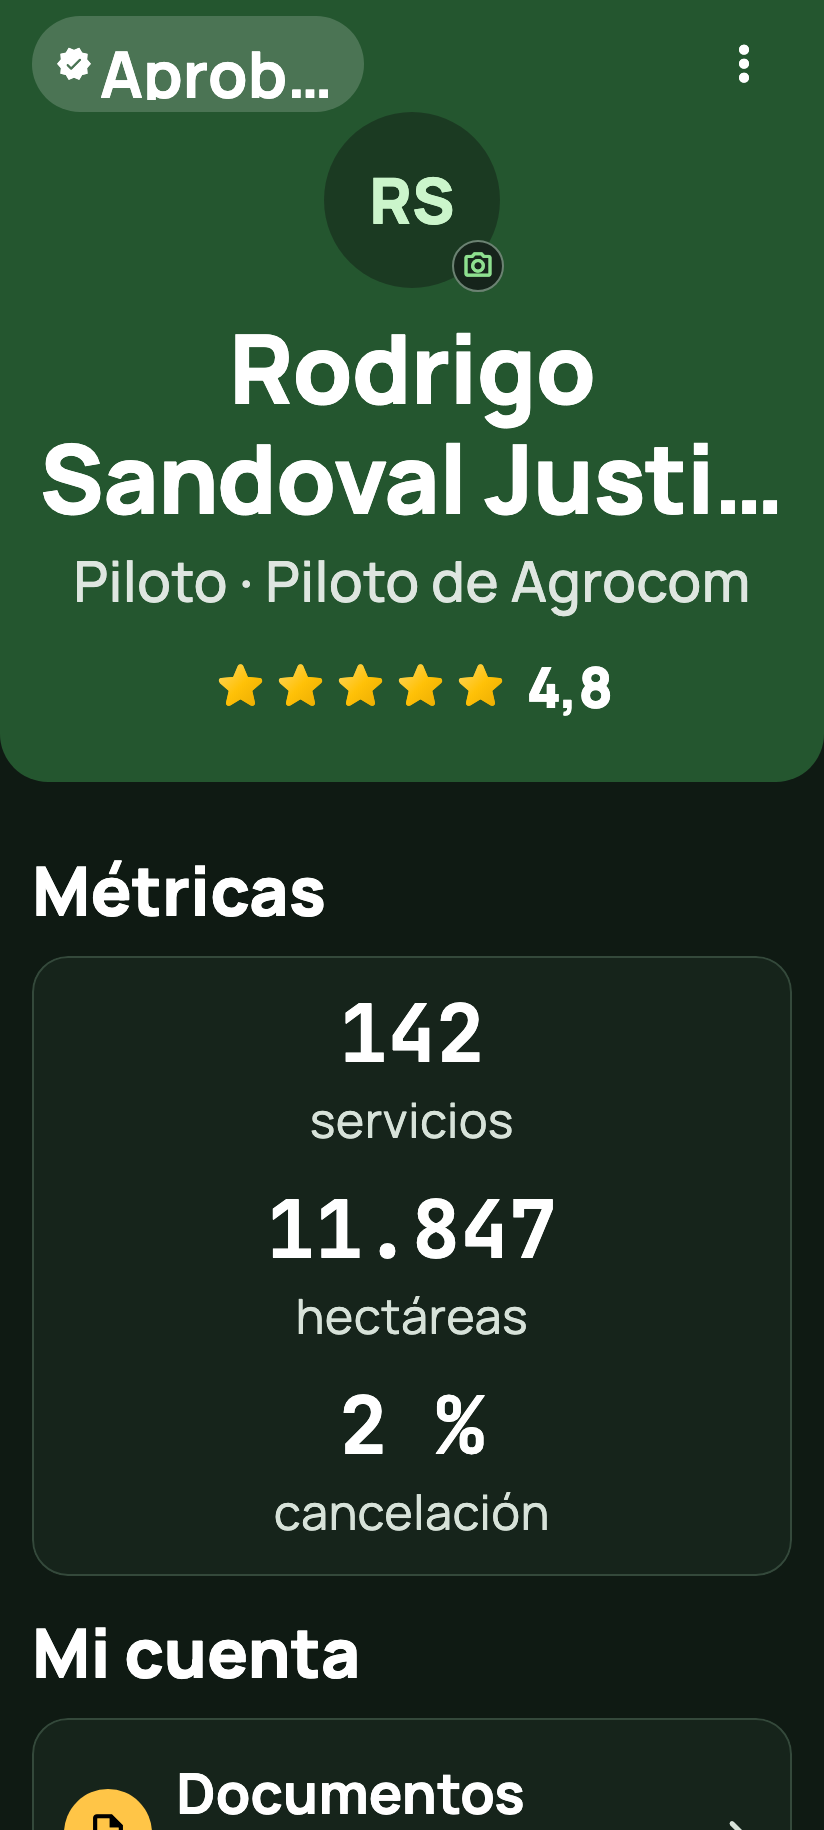 Aprob...
RS
Rodrigo
Sandoval Justi...
Piloto · Piloto de Agrocom
4,8
Métricas
142
servicios
11.847
hectáreas
2 %
cancelación
Mi cuenta
Documentos